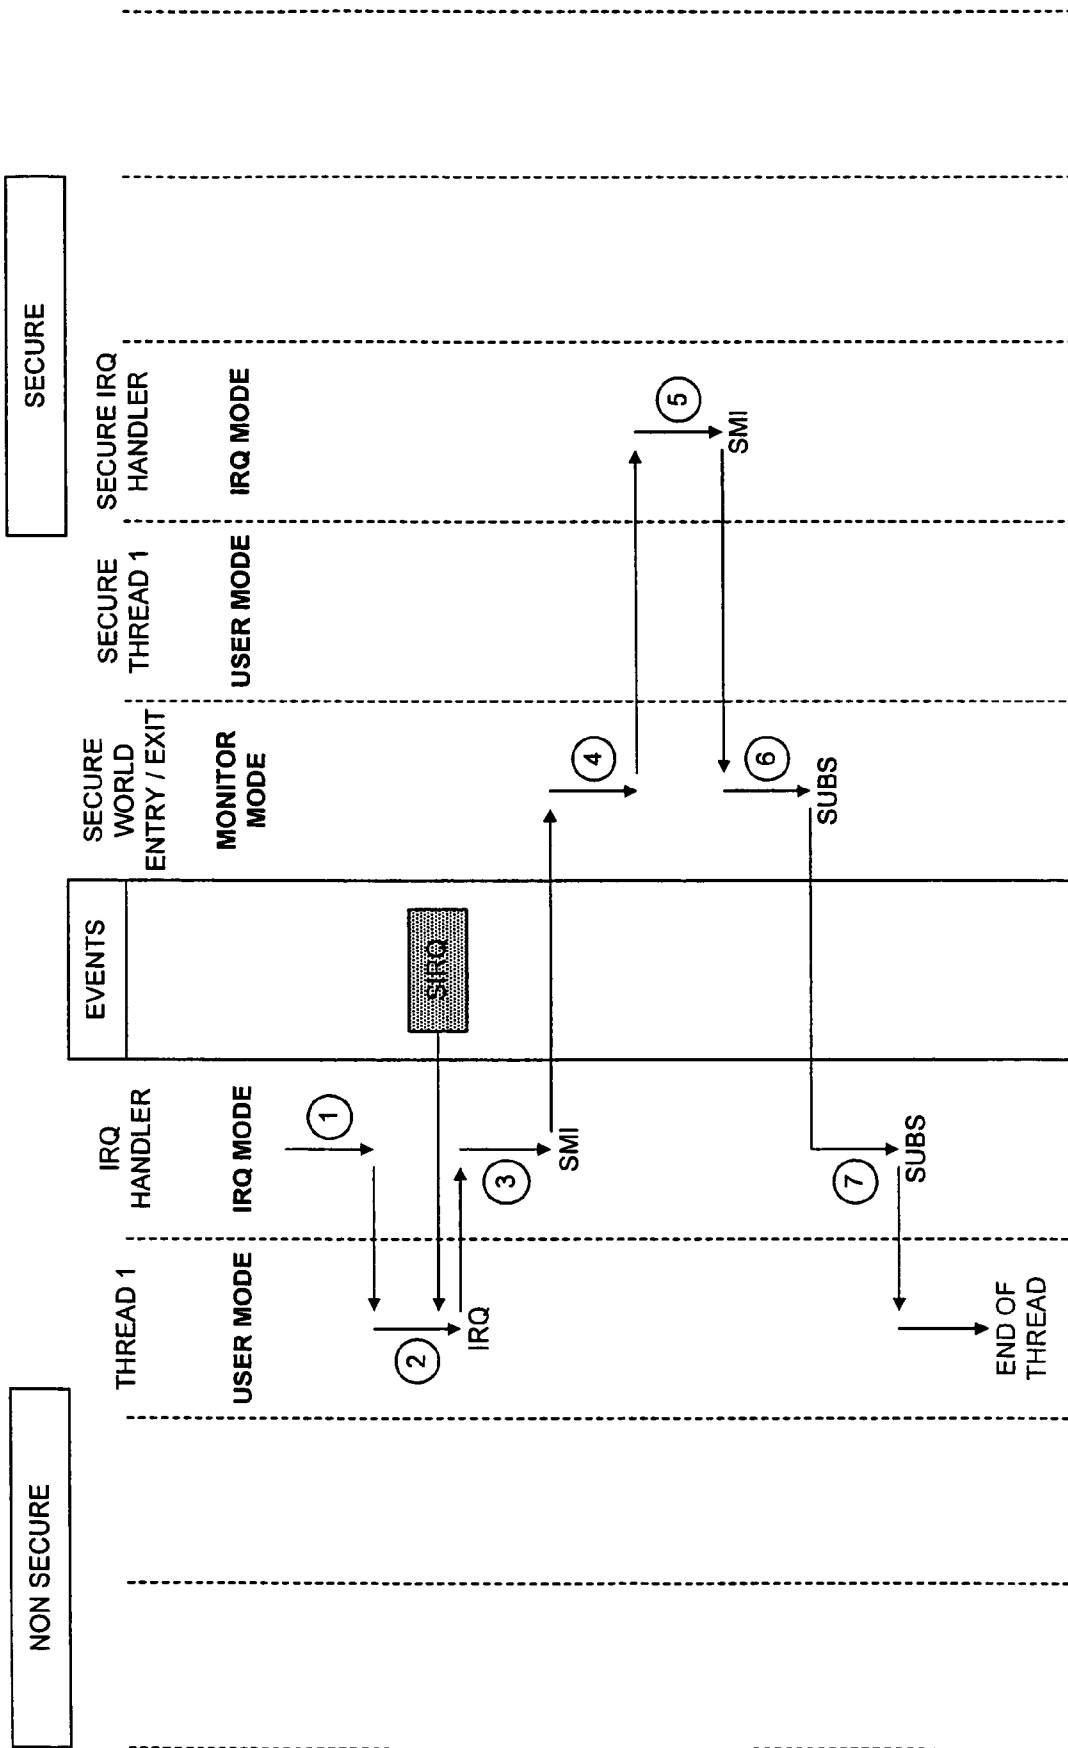 NON SECURE
SECURE
EVENTS
THREAD 1
IRQ
HANDLER
SECURE
WORLD
ENTRY / EXIT
SECURE
THREAD 1
SECURE IRQ
HANDLER
USER MODE
IRQ MODE
MONITOR
MODE
USER MODE
IRQ MODE
1
2
SIRQ
IRQ
3
SMI
4
5
SMI
6
SUBS
7
SUBS
END OF
THREAD